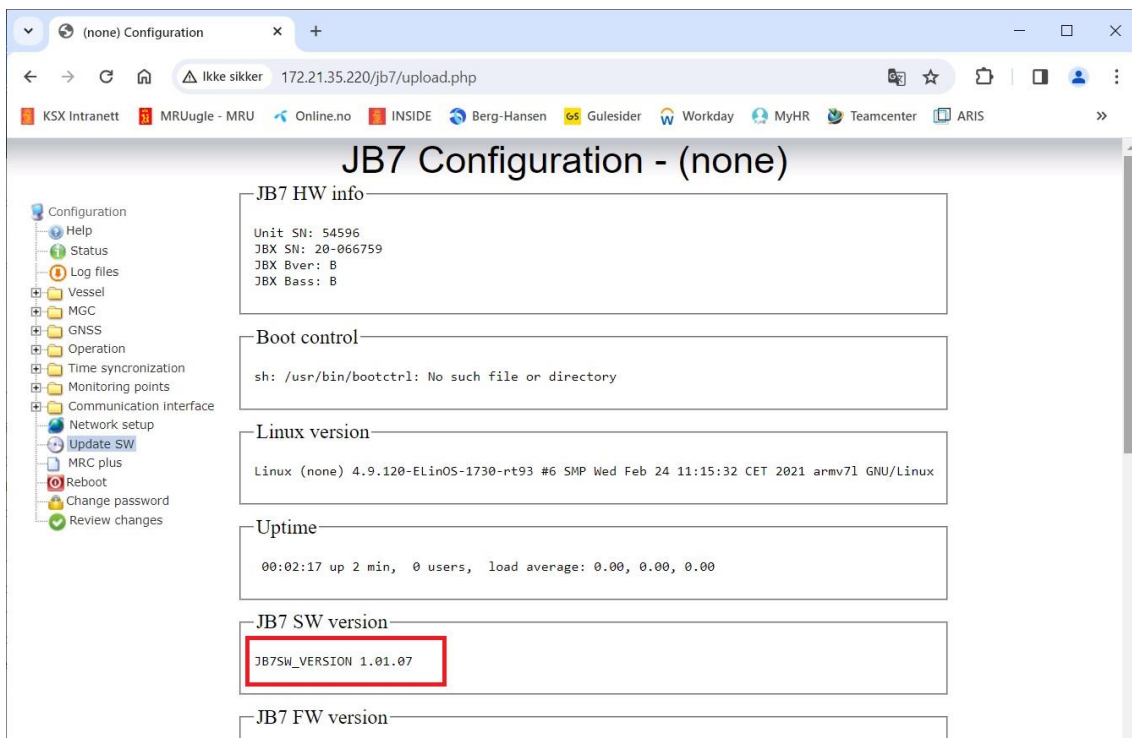 (none) Configuration
Ikke sikker 172.21.35.220/jb7/upload.php
KSX Intranett MRUugle - MRU Online.no INSIDE Berg-Hansen GS Gulesider Workday MyHR Teamcenter ARIS »
JB7 Configuration - (none)
Configuration
Help
Status
Log files
Vessel
MGC
GNSS
Operation
Time syncronization
Monitoring points
Communication interface
Network setup
Update SW
MRC plus
Reboot
Change password
Review changes
JB7 HW info
Unit SN: 54596
JBX SN: 20-066759
JBX Bver: B
JBX Bass: B
Boot control
sh: /usr/bin/bootctrl: No such file or directory
Linux version
Linux (none) 4.9.120-ELinOS-1730-rt93 #6 SMP Wed Feb 24 11:15:32 CET 2021 armv7l GNU/Linux
Uptime
00:02:17 up 2 min, 0 users, load average: 0.00, 0.00, 0.00
JB7 SW version
JB7SW_VERSION 1.01.07
JB7 FW version